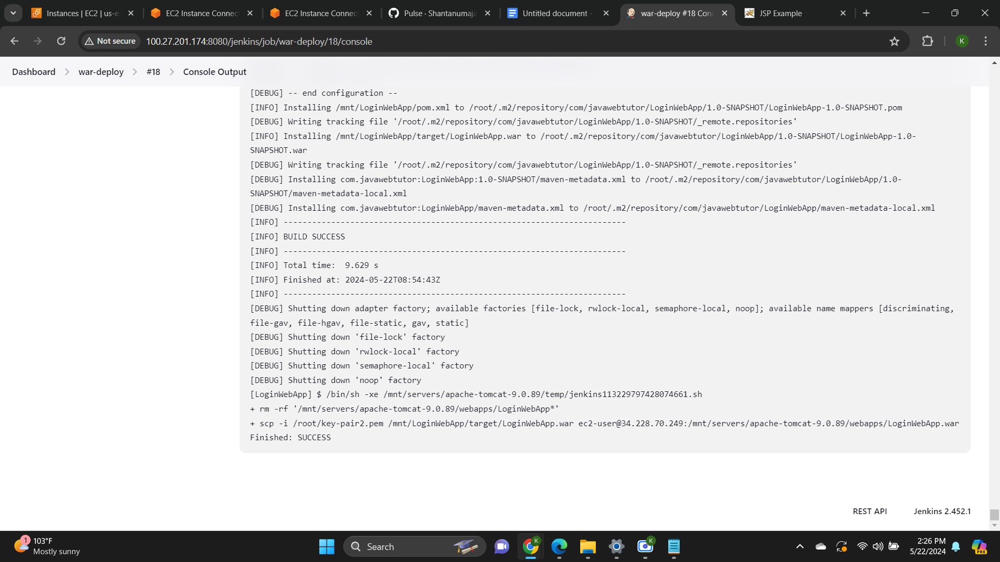 Instances | EC2 | us-e
EC2 Instance Connec
EC2 Instance Connec
Pulse · Shantanumaja
Untitled document -
war-deploy #18 Cons
JSP Example
Not secure
100.27.201.174:8080/jenkins/job/war-deploy/18/console
K
Dashboard
war-deploy
#18
Console Output
[DEBUG] -- end configuration --
[INFO] Installing /mnt/LoginWebApp/pom.xml to /root/.m2/repository/com/javawebtutor/LoginWebApp/1.0-SNAPSHOT/LoginWebApp-1.0-SNAPSHOT.pom
[DEBUG] Writing tracking file '/root/.m2/repository/com/javawebtutor/LoginWebApp/1.0-SNAPSHOT/_remote.repositories'
[INFO] Installing /mnt/LoginWebApp/target/LoginWebApp.war to /root/.m2/repository/com/javawebtutor/LoginWebApp/1.0-SNAPSHOT/LoginWebApp-1.0-
SNAPSHOT.war
[DEBUG] Writing tracking file '/root/.m2/repository/com/javawebtutor/LoginWebApp/1.0-SNAPSHOT/_remote.repositories'
[DEBUG] Installing com.javawebtutor:LoginWebApp:1.0-SNAPSHOT/maven-metadata.xml to /root/.m2/repository/com/javawebtutor/LoginWebApp/1.0-
SNAPSHOT/maven-metadata-local.xml
[DEBUG] Installing com.javawebtutor:LoginWebApp/maven-metadata.xml to /root/.m2/repository/com/javawebtutor/LoginWebApp/maven-metadata-local.xml
[INFO] ------------------------------------------------------------------------
[INFO] BUILD SUCCESS
[INFO] ------------------------------------------------------------------------
[INFO] Total time:  9.629 s
[INFO] Finished at: 2024-05-22T08:54:43Z
[INFO] ------------------------------------------------------------------------
[DEBUG] Shutting down adapter factory; available factories [file-lock, rwlock-local, semaphore-local, noop]; available name mappers [discriminating,
file-gav, file-hgav, file-static, gav, static]
[DEBUG] Shutting down 'file-lock' factory
[DEBUG] Shutting down 'rwlock-local' factory
[DEBUG] Shutting down 'semaphore-local' factory
[DEBUG] Shutting down 'noop' factory
[LoginWebApp] $ /bin/sh -xe /mnt/servers/apache-tomcat-9.0.89/temp/jenkins113229797428074661.sh
+ rm -rf '/mnt/servers/apache-tomcat-9.0.89/webapps/LoginWebApp*'
+ scp -i /root/key-pair2.pem /mnt/LoginWebApp/target/LoginWebApp.war ec2-user@34.228.70.249:/mnt/servers/apache-tomcat-9.0.89/webapps/LoginWebApp.war
Finished: SUCCESS
REST API
Jenkins 2.452.1
1
103°F
Mostly sunny
Search
K
K
2:26 PM
5/22/2024
PRE